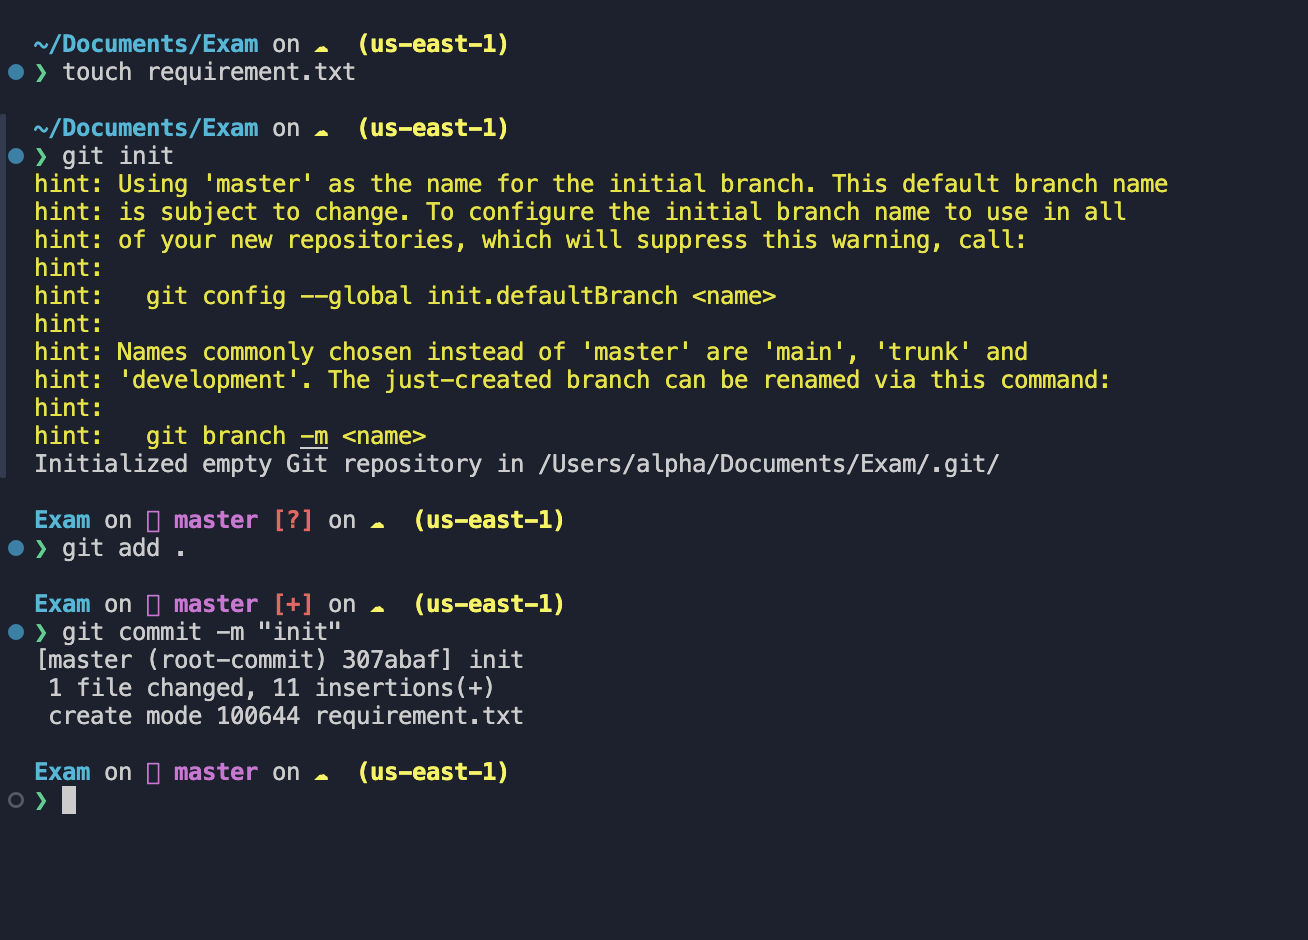 ~/Documents/Exam on ☁ (us-east-1)
❯ touch requirement.txt
~/Documents/Exam on ☁ (us-east-1)
❯ git init
hint: Using 'master' as the name for the initial branch. This default branch name
hint: is subject to change. To configure the initial branch name to use in all
hint: of your new repositories, which will suppress this warning, call:
hint:
hint:   git config --global init.defaultBranch <name>
hint:
hint: Names commonly chosen instead of 'master' are 'main', 'trunk' and
hint: 'development'. The just-created branch can be renamed via this command:
hint:
hint:   git branch -m <name>
Initialized empty Git repository in /Users/alpha/Documents/Exam/.git/
Exam on master [?] on ☁ (us-east-1)
❯ git add .
Exam on master [+] on ☁ (us-east-1)
❯ git commit -m "init"
[master (root-commit) 307abaf] init
 1 file changed, 11 insertions(+)
 create mode 100644 requirement.txt
Exam on master on ☁ (us-east-1)
❯